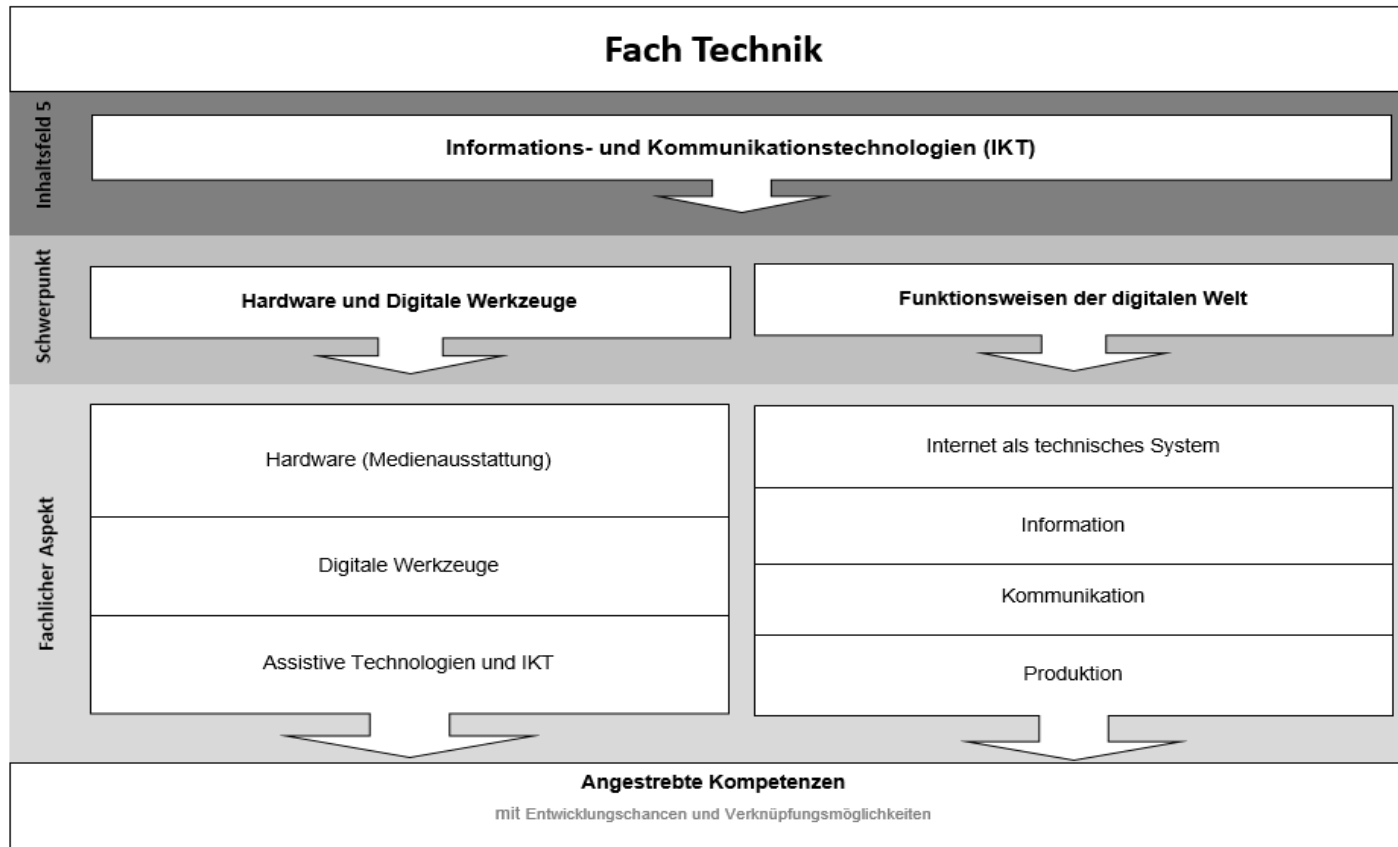 Fach Technik
Inhaltsfeld 5
Informations- und Kommunikationstechnologien (IKT)
Schwerpunkt
Hardware und Digitale Werkzeuge
Funktionsweisen der digitalen Welt
Fachlicher Aspekt
Hardware (Medienausstattung)
Digitale Werkzeuge
Assistive Technologien und IKT
Internet als technisches System
Information
Kommunikation
Produktion
Angestrebte Kompetenzen
mit Entwicklungschancen und Verknüpfungsmöglichkeiten